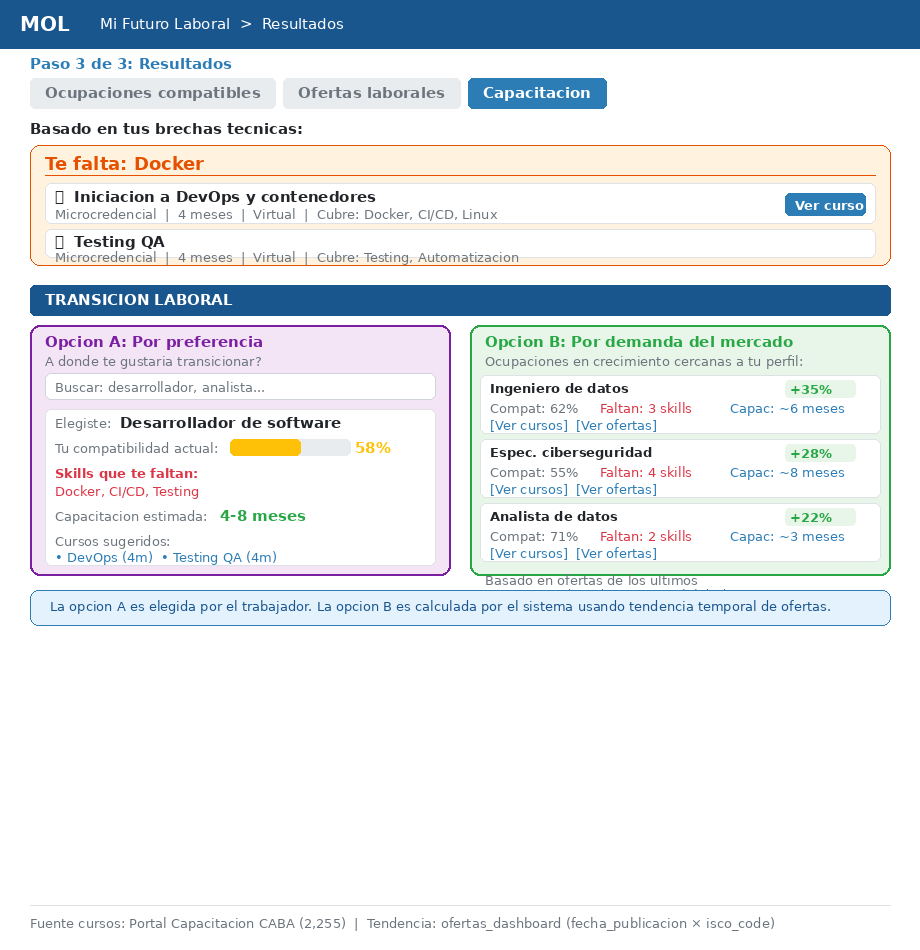 MOL Mi Futuro Laboral > Resultados
Paso 3 de 3: Resultados
Ocupaciones compatibles Ofertas laborales Capacitacion
Basado en tus brechas tecnicas:
Te falta: Docker
Iniciacion a DevOps y contenedores
Microcredencial | 4 meses | Virtual | Cubre: Docker, CI/CD, Linux
Ver curso
Testing QA
Microcredencial | 4 meses | Virtual | Cubre: Testing, Automatizacion
TRANSICION LABORAL
Opcion A: Por preferencia
A donde te gustaria transicionar?
Buscar: desarrollador, analista...
Elegiste: Desarrollador de software
Tu compatibilidad actual: 58%
Skills que te faltan:
Docker, CI/CD, Testing
Capacitacion estimada: 4-8 meses
Cursos sugeridos:
• DevOps (4m) • Testing QA (4m)
Opcion B: Por demanda del mercado
Ocupaciones en crecimiento cercanas a tu perfil:
Ingeniero de datos +35%
Compat: 62% Faltan: 3 skills Capac: ~6 meses
[Ver cursos] [Ver ofertas]
Espec. ciberseguridad +28%
Compat: 55% Faltan: 4 skills Capac: ~8 meses
[Ver cursos] [Ver ofertas]
Analista de datos +22%
Compat: 71% Faltan: 2 skills Capac: ~3 meses
[Ver cursos] [Ver ofertas]
Basado en ofertas de los ultimos
La opcion A es elegida por el trabajador. La opcion B es calculada por el sistema usando tendencia temporal de ofertas.
Fuente cursos: Portal Capacitacion CABA (2,255) | Tendencia: ofertas_dashboard (fecha_publicacion × isco_code)